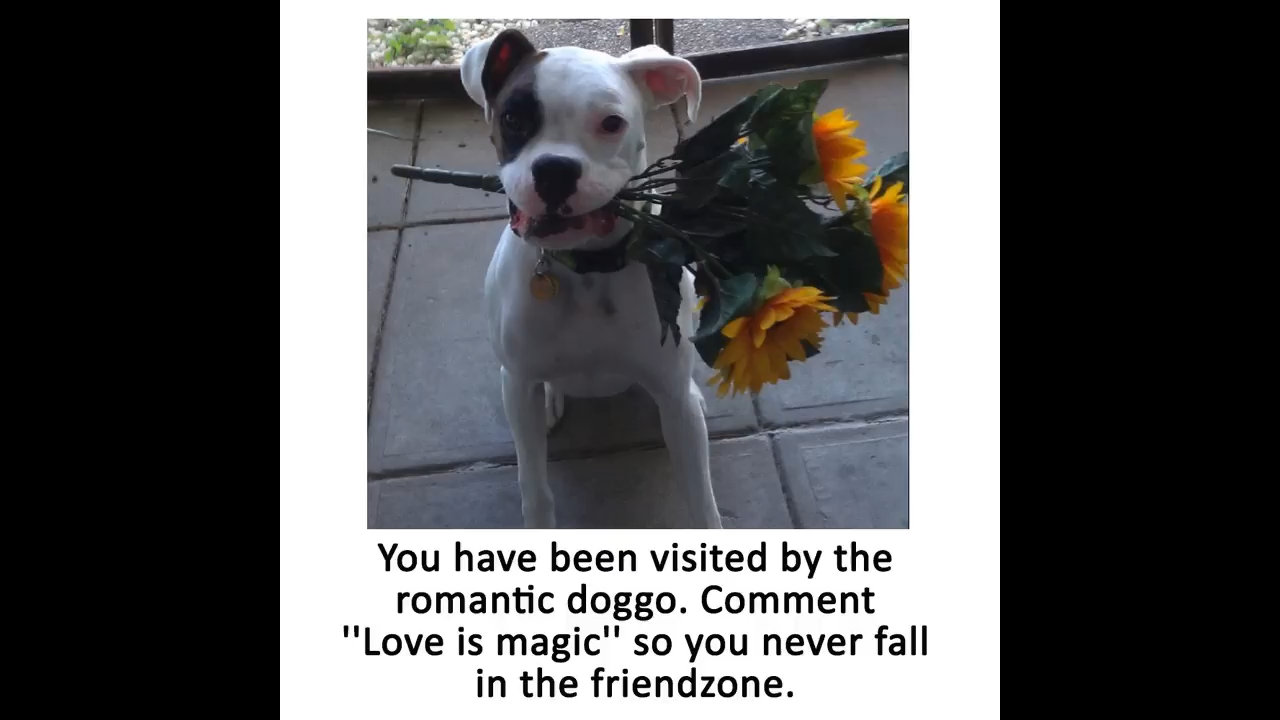 You have been visited by the
romantic doggo. Comment
"Love is magic" so you never fall
in the friendzone.